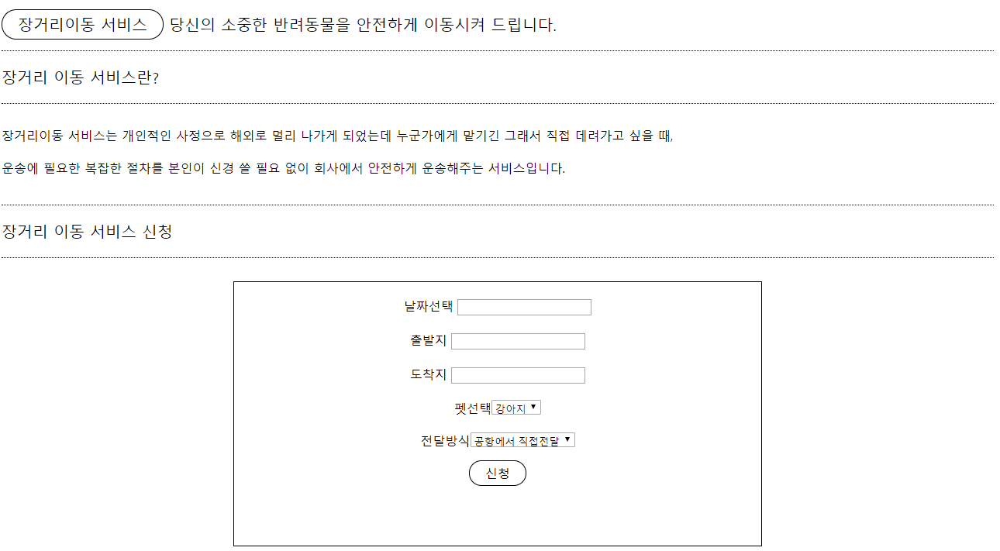 장거리이동 서비스 당신의 소중한 반려동물을 안전하게 이동시켜 드립니다.
장거리 이동 서비스란?
장거리이동 서비스는 개인적인 사정으로 해외로 멀리 나가게 되었는데 누군가에게 맡기긴 그래서 직접 데려가고 싶을 때,
운송에 필요한 복잡한 절차를 본인이 신경 쓸 필요 없이 회사에서 안전하게 운송해주는 서비스입니다.
장거리 이동 서비스 신청
날짜선택
출발지
도착지
펫선택 강아지
전달방식 공항에서 직접전달
신청